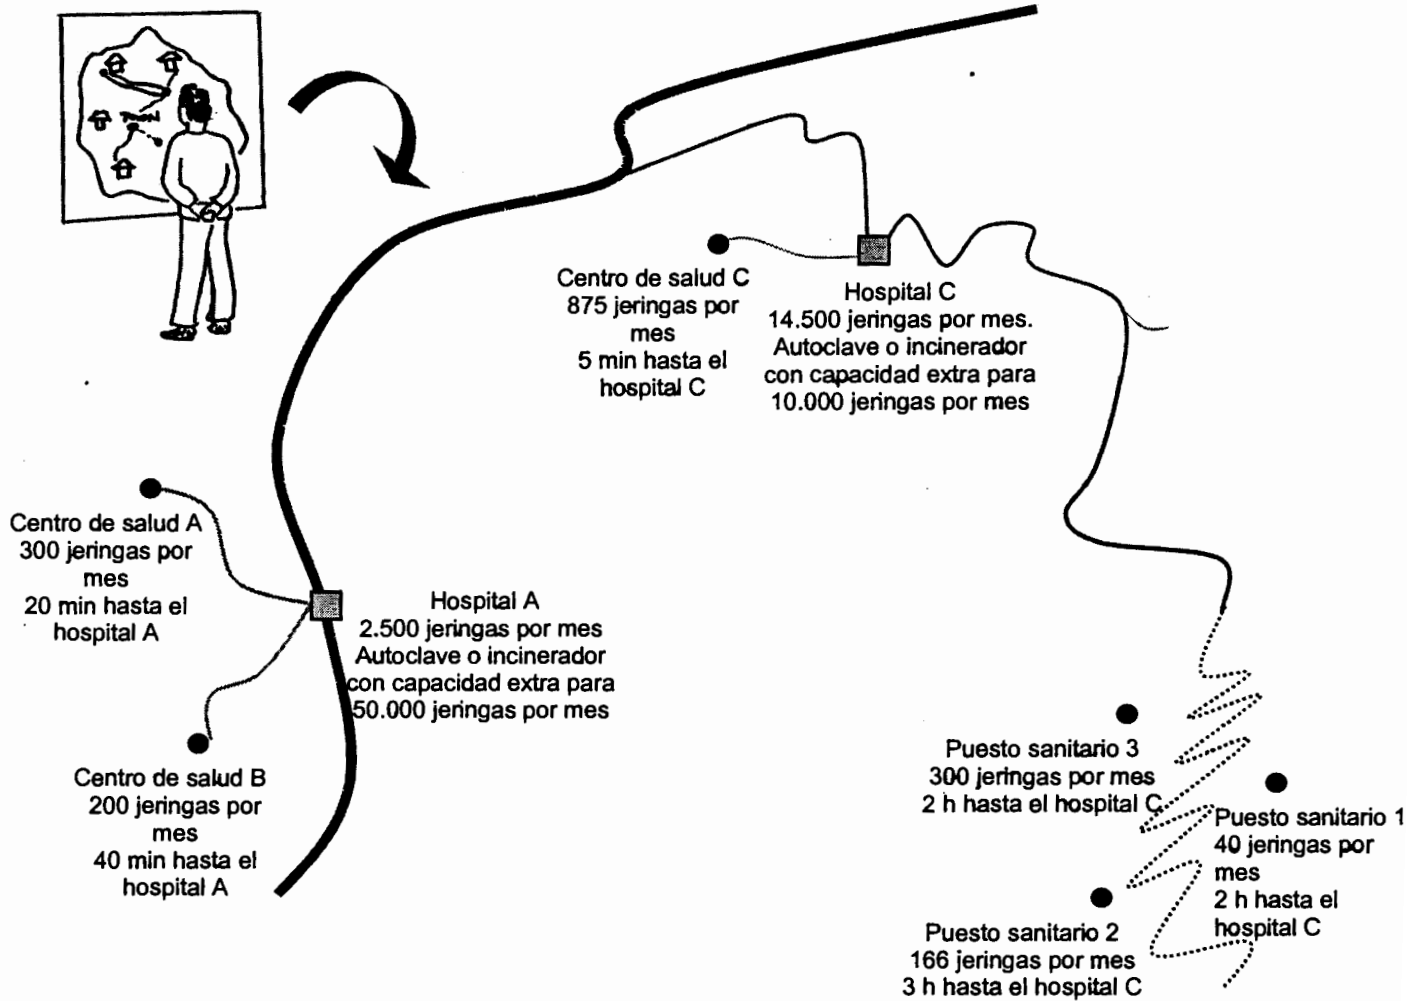 TOWN
Centro de salud C
875 jeringas por
mes
5 min hasta el
hospital C
Hospital C
14.500 jeringas por mes.
Autoclave o incinerador
con capacidad extra para
10.000 jeringas por mes
Centro de salud A
300 jeringas por
mes
20 min hasta el
hospital A
Hospital A
2.500 jeringas por mes
Autoclave o incinerador
con capacidad extra para
50.000 jeringas por mes
Centro de salud B
200 jeringas por
mes
40 min hasta el
hospital A
Puesto sanitario 3
300 jeringas por mes
2 h hasta el hospital C
Puesto sanitario 1
40 jeringas por
mes
2 h hasta el
hospital C
Puesto sanitario 2
166 jeringas por mes
3 h hasta el hospital C